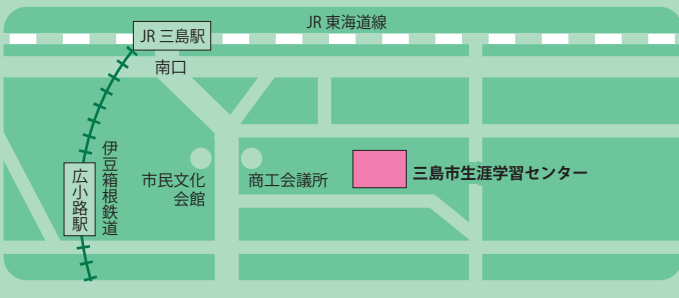 JR 東海道線
JR 三島駅
南口
伊豆箱根鉄道
広小路駅
市民文化
会館
商工会議所
三島市生涯学習センター